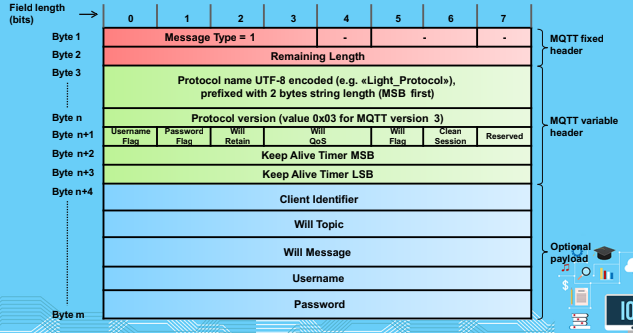 Field length
(bits)
0 1 2 3 4 5 6 7
Byte 1
Message Type = 1 - - -
MQTT fixed
header
Byte 2
Remaining Length
Byte 3
Protocol name UTF-8 encoded (e.g. «Light_Protocol»),
prefixed with 2 bytes string length (MSB first)
Byte n
Protocol version (value 0x03 for MQTT version 3)
MQTT variable
header
Byte n+1
Username
Flag
Password
Flag
Will
Retain
Will
QoS
Will
Flag
Clean
Session
Reserved
Byte n+2
Keep Alive Timer MSB
Byte n+3
Keep Alive Timer LSB
Byte n+4
Client Identifier
Will Topic
Will Message
Optional
payload
Username
Password
Byte m
$